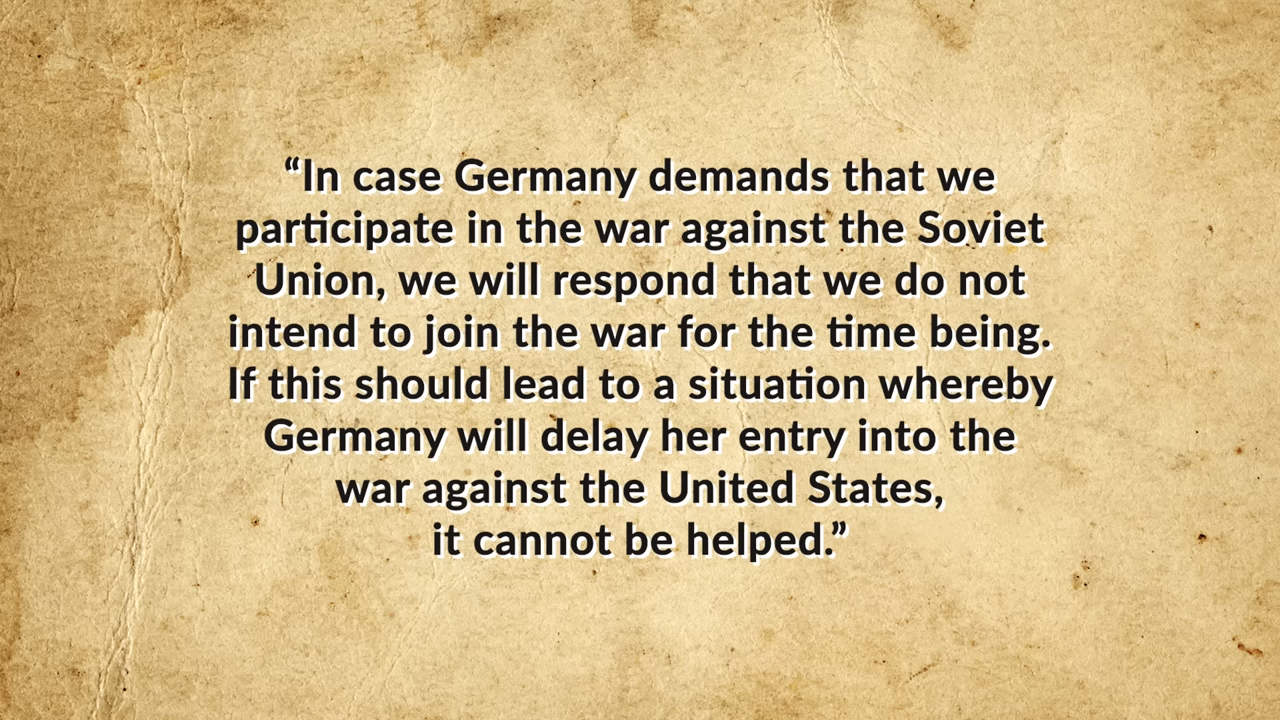 “In case Germany demands that we
participate in the war against the Soviet
Union, we will respond that we do not
intend to join the war for the time being.
If this should lead to a situation whereby
Germany will delay her entry into the
war against the United States,
it cannot be helped.”